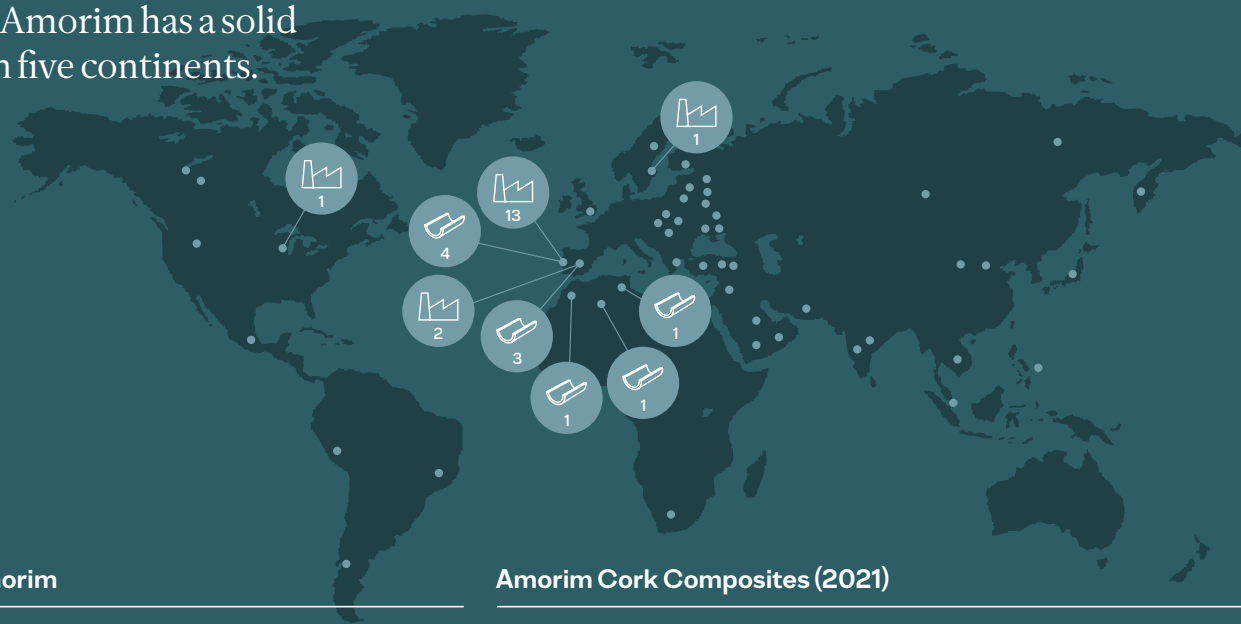 Amorim has a solid
n five continents.
1
1
13
4
2
1
3
1
1
orim
Amorim Cork Composites (2021)